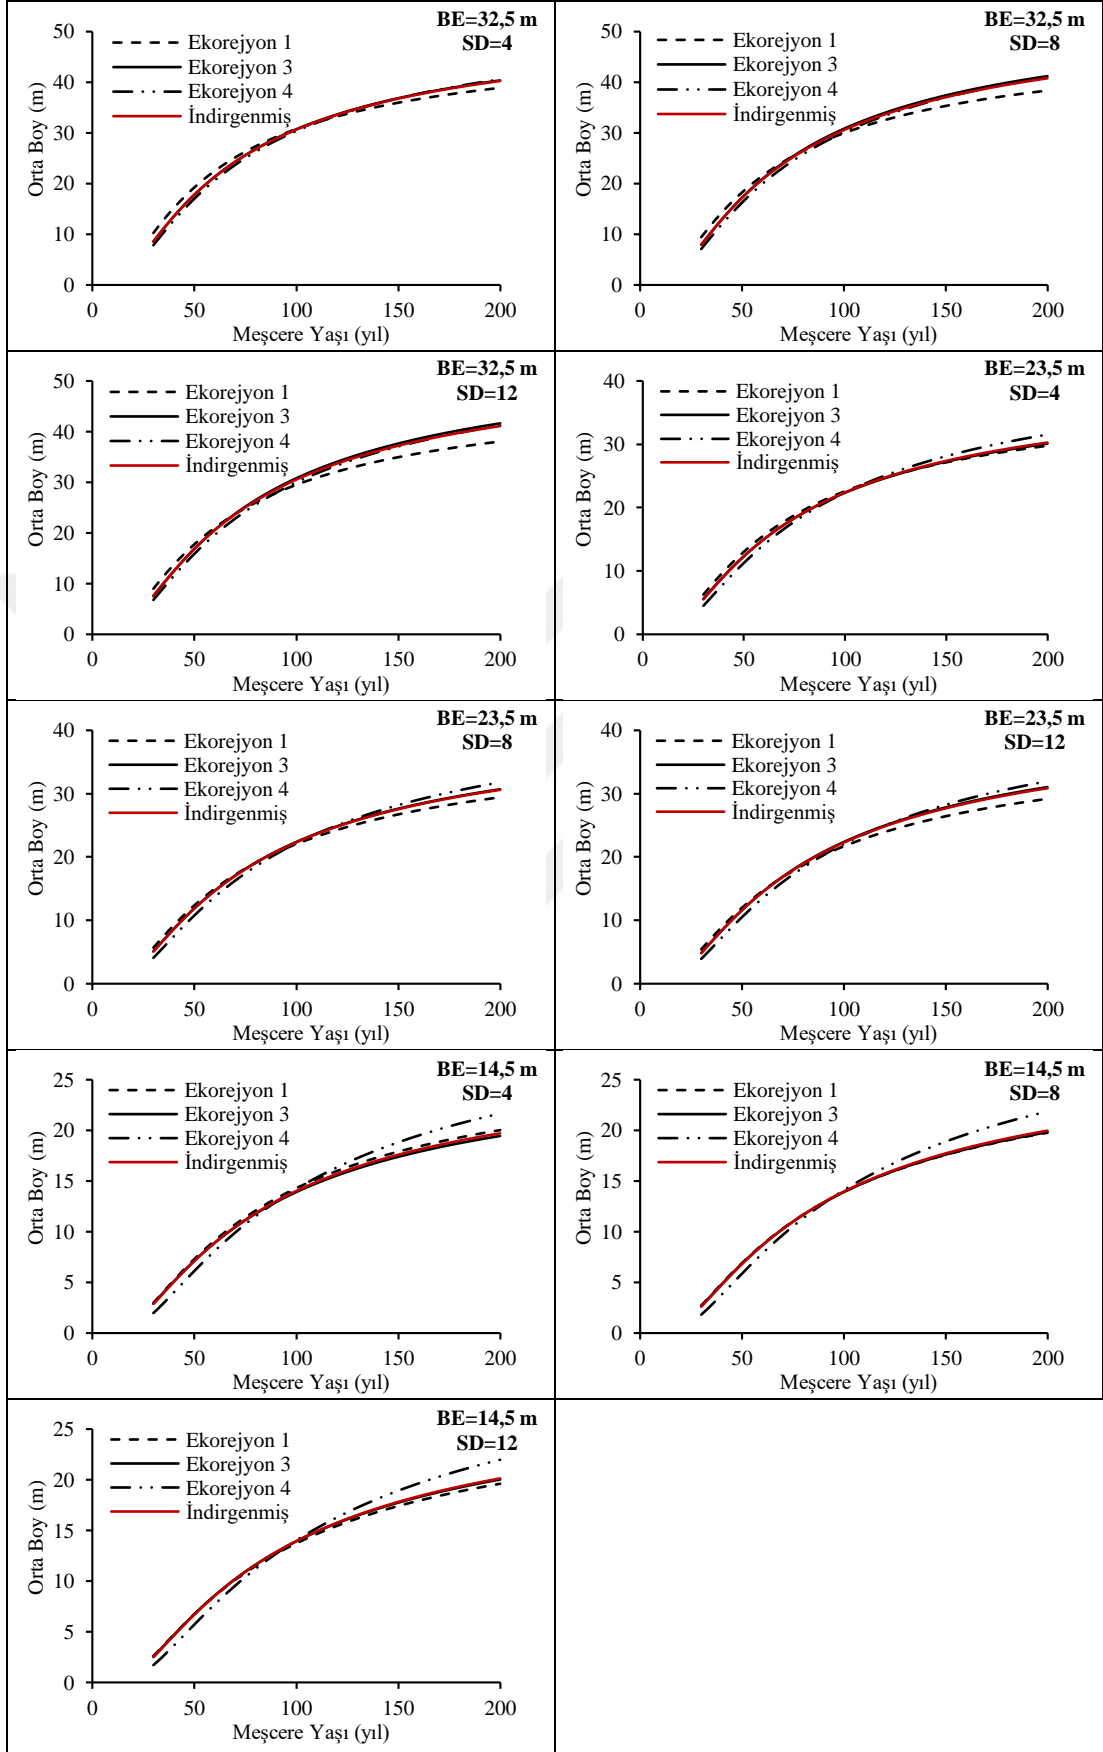 BE=32,5 m
SD=4
Ekorejyon 1
Ekorejyon 3
Ekorejyon 4
İndirgenmiş
50
40
30
20
10
0
Orta Boy (m)
0 50 100 150 200
Meşcere Yaşı (yıl)
BE=32,5 m
SD=8
Ekorejyon 1
Ekorejyon 3
Ekorejyon 4
İndirgenmiş
50
40
30
20
10
0
Orta Boy (m)
0 50 100 150 200
Meşcere Yaşı (yıl)
BE=32,5 m
SD=12
Ekorejyon 1
Ekorejyon 3
Ekorejyon 4
İndirgenmiş
50
40
30
20
10
0
Orta Boy (m)
0 50 100 150 200
Meşcere Yaşı (yıl)
BE=23,5 m
SD=4
Ekorejyon 1
Ekorejyon 3
Ekorejyon 4
İndirgenmiş
40
30
20
10
0
Orta Boy (m)
0 50 100 150 200
Meşcere Yaşı (yıl)
BE=23,5 m
SD=8
Ekorejyon 1
Ekorejyon 3
Ekorejyon 4
İndirgenmiş
40
30
20
10
0
Orta Boy (m)
0 50 100 150 200
Meşcere Yaşı (yıl)
BE=23,5 m
SD=12
Ekorejyon 1
Ekorejyon 3
Ekorejyon 4
İndirgenmiş
40
30
20
10
0
Orta Boy (m)
0 50 100 150 200
Meşcere Yaşı (yıl)
BE=14,5 m
SD=4
Ekorejyon 1
Ekorejyon 3
Ekorejyon 4
İndirgenmiş
25
20
15
10
5
0
Orta Boy (m)
0 50 100 150 200
Meşcere Yaşı (yıl)
BE=14,5 m
SD=8
Ekorejyon 1
Ekorejyon 3
Ekorejyon 4
İndirgenmiş
25
20
15
10
5
0
Orta Boy (m)
0 50 100 150 200
Meşcere Yaşı (yıl)
BE=14,5 m
SD=12
Ekorejyon 1
Ekorejyon 3
Ekorejyon 4
İndirgenmiş
25
20
15
10
5
0
Orta Boy (m)
0 50 100 150 200
Meşcere Yaşı (yıl)